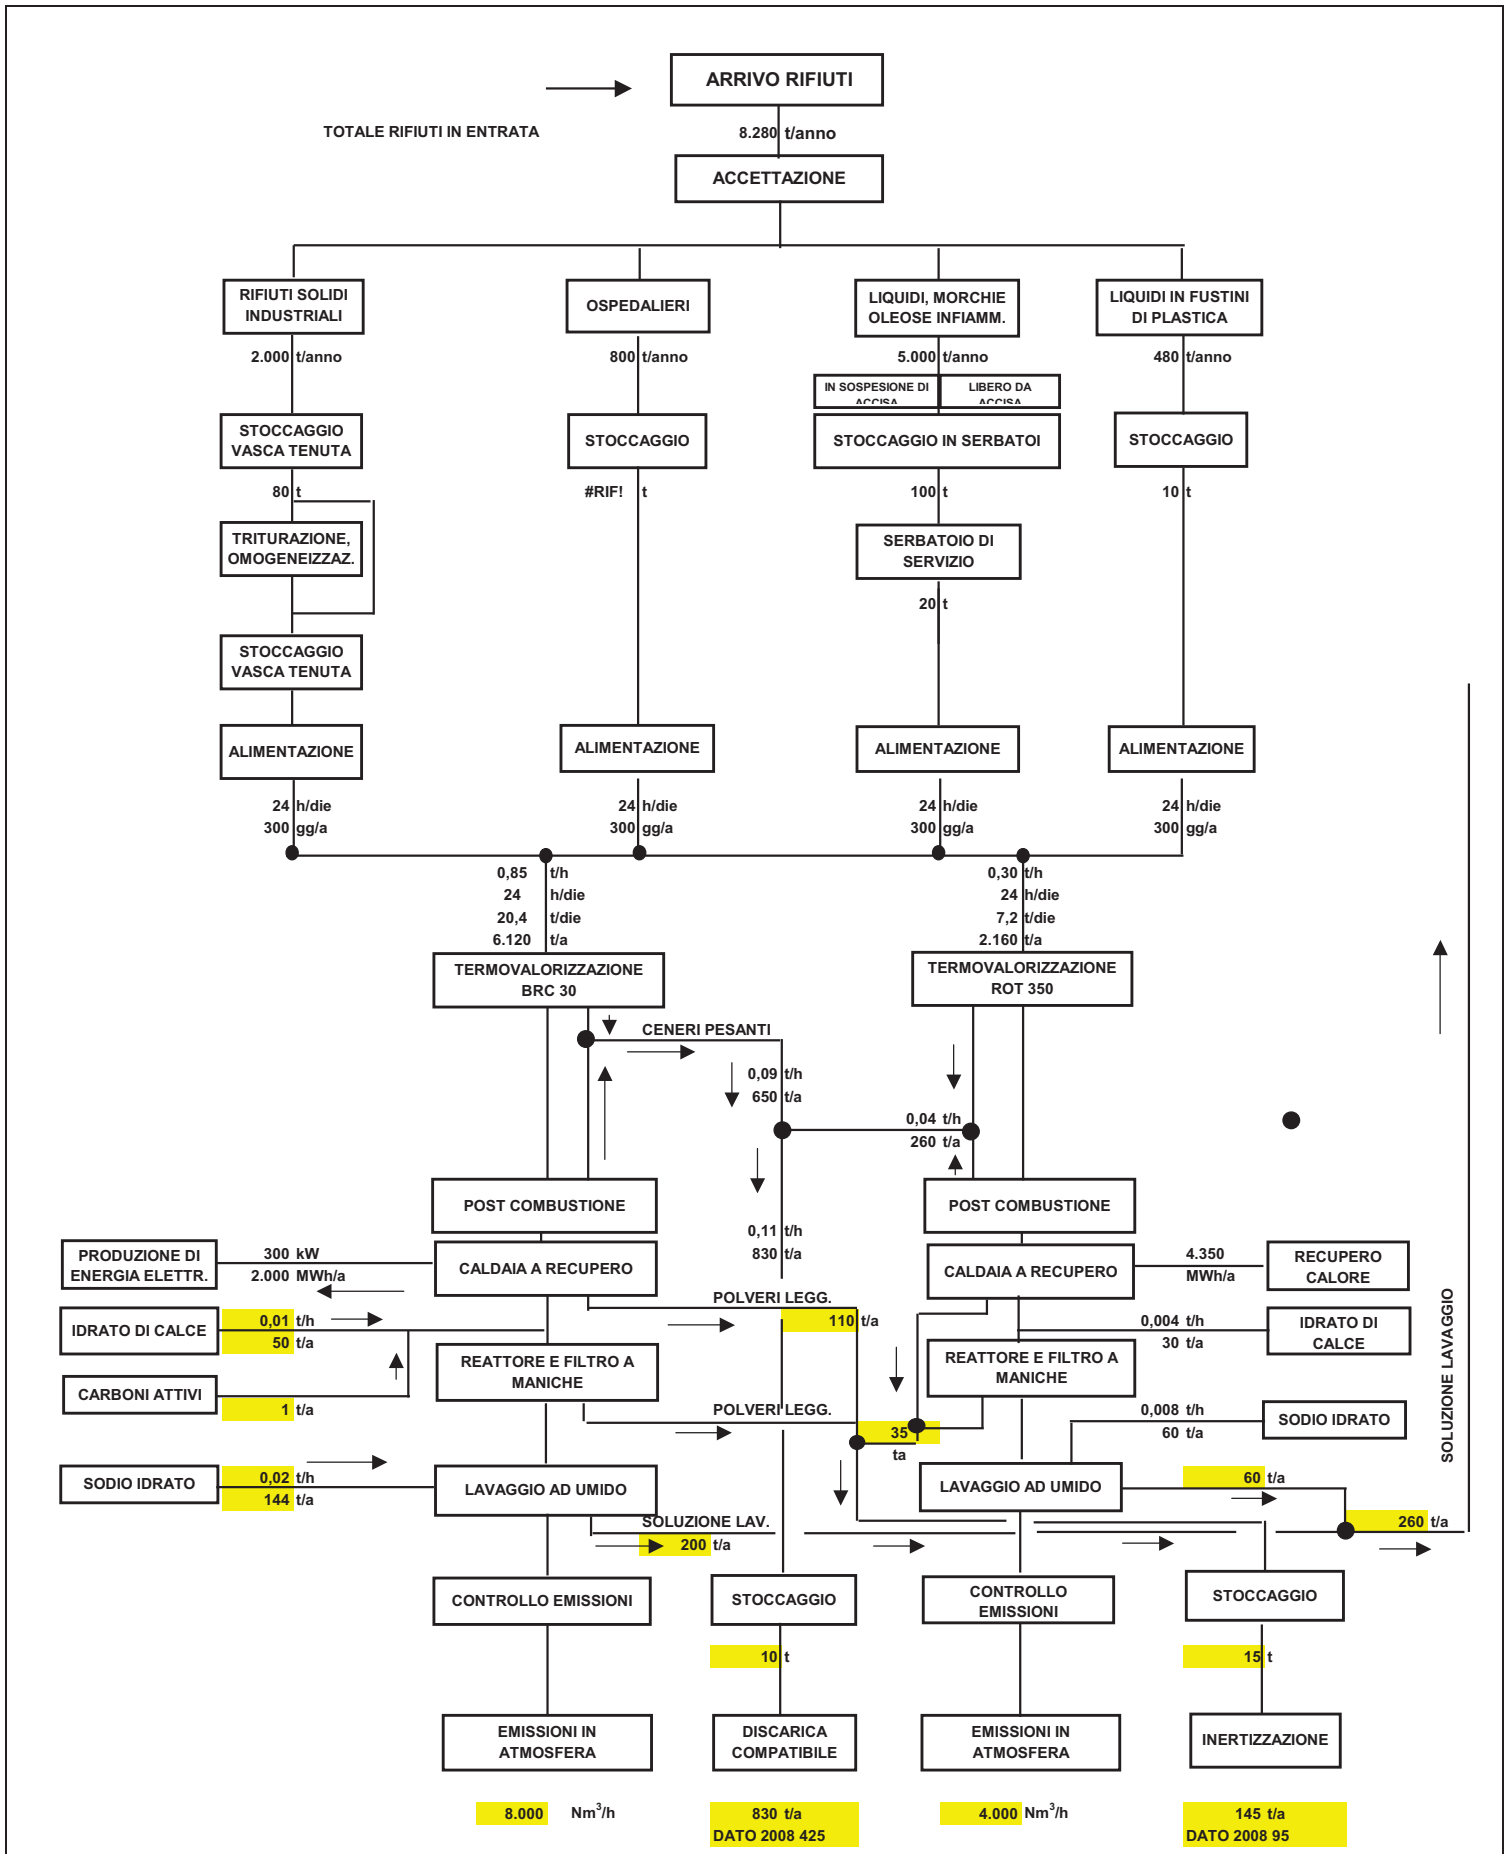 ARRIVO RIFIUTI
TOTALE RIFIUTI IN ENTRATA
8.280 t/anno
ACCETTAZIONE
RIFIUTI SOLIDI
INDUSTRIALI
OSPEDALIERI
LIQUIDI, MORCHIE
OLEOSE INFIAMM.
LIQUIDI IN FUSTINI
DI PLASTICA
2.000 t/anno
800 t/anno
5.000 t/anno
480 t/anno
IN SOSPESIONE DI
ACCISA
LIBERO DA
ACCISA
STOCCAGGIO
VASCA TENUTA
STOCCAGGIO
STOCCAGGIO IN SERBATOI
STOCCAGGIO
80 t
#RIF! t
100 t
10 t
TRITURAZIONE,
OMOGENEIZZAZ.
SERBATOIO DI
SERVIZIO
20 t
STOCCAGGIO
VASCA TENUTA
ALIMENTAZIONE
ALIMENTAZIONE
ALIMENTAZIONE
ALIMENTAZIONE
24 h/die
300 gg/a
24 h/die
300 gg/a
24 h/die
300 gg/a
24 h/die
300 gg/a
0,85 t/h
24 h/die
20,4 t/die
6.120 t/a
0,30 t/h
24 h/die
7,2 t/die
2.160 t/a
TERMOVALORIZZAZIONE
BRC 30
TERMOVALORIZZAZIONE
ROT 350
CENERI PESANTI
0,09 t/h
650 t/a
0,04 t/h
260 t/a
POST COMBUSTIONE
POST COMBUSTIONE
0,11 t/h
830 t/a
PRODUZIONE DI
ENERGIA ELETTR.
300 kW
2.000 MWh/a
CALDAIA A RECUPERO
CALDAIA A RECUPERO
4.350
MWh/a
RECUPERO
CALORE
POLVERI LEGG.
110 t/a
IDRATO DI CALCE
0,01 t/h
50 t/a
0,004 t/h
30 t/a
IDRATO DI
CALCE
REATTORE E FILTRO A
MANICHE
REATTORE E FILTRO A
MANICHE
CARBONI ATTIVI
1 t/a
POLVERI LEGG.
35
ta
0,008 t/h
60 t/a
SODIO IDRATO
SOLUZIONE LAVAGGIO
SODIO IDRATO
0,02 t/h
144 t/a
LAVAGGIO AD UMIDO
LAVAGGIO AD UMIDO
60 t/a
SOLUZIONE LAV.
200 t/a
260 t/a
CONTROLLO EMISSIONI
STOCCAGGIO
CONTROLLO
EMISSIONI
STOCCAGGIO
10 t
15 t
EMISSIONI IN
ATMOSFERA
DISCARICA
COMPATIBILE
EMISSIONI IN
ATMOSFERA
INERTIZZAZIONE
8.000 Nm³/h
830 t/a
DATO 2008 425
4.000 Nm³/h
145 t/a
DATO 2008 95